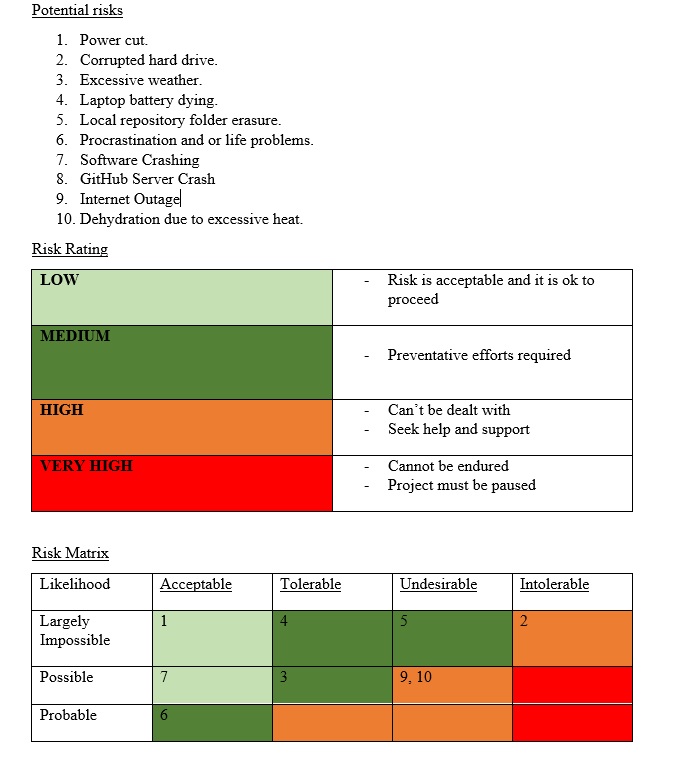 Potential risks
1. Power cut.
2. Corrupted hard drive.
3. Excessive weather.
4. Laptop battery dying.
5. Local repository folder erasure.
6. Procrastination and or life problems.
7. Software Crashing
8. GitHub Server Crash
9. Internet Outage
10. Dehydration due to excessive heat.
Risk Rating
LOW
- Risk is acceptable and it is ok to
proceed
MEDIUM
- Preventative efforts required
HIGH
- Can't be dealt with
- Seek help and support
VERY HIGH
- Cannot be endured
- Project must be paused
Risk Matrix
Likelihood Acceptable Tolerable Undesirable Intolerable
Largely 1 4 5 2
Impossible
Possible 7 3 9, 10
Probable 6